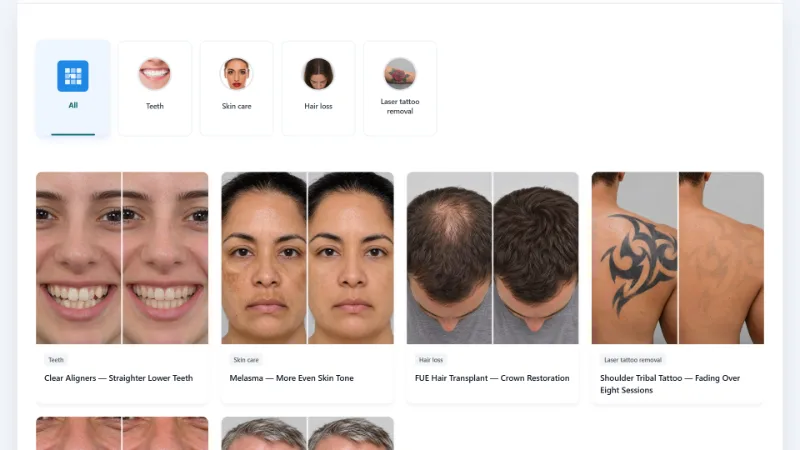 All
Teeth
Skin care
Hair loss
Laser tattoo
removal
Teeth
Clear Aligners — Straighter Lower Teeth
Skin care
Melasma — More Even Skin Tone
Hair loss
FUE Hair Transplant — Crown Restoration
Laser tattoo removal
Shoulder Tribal Tattoo — Fading Over
Eight Sessions